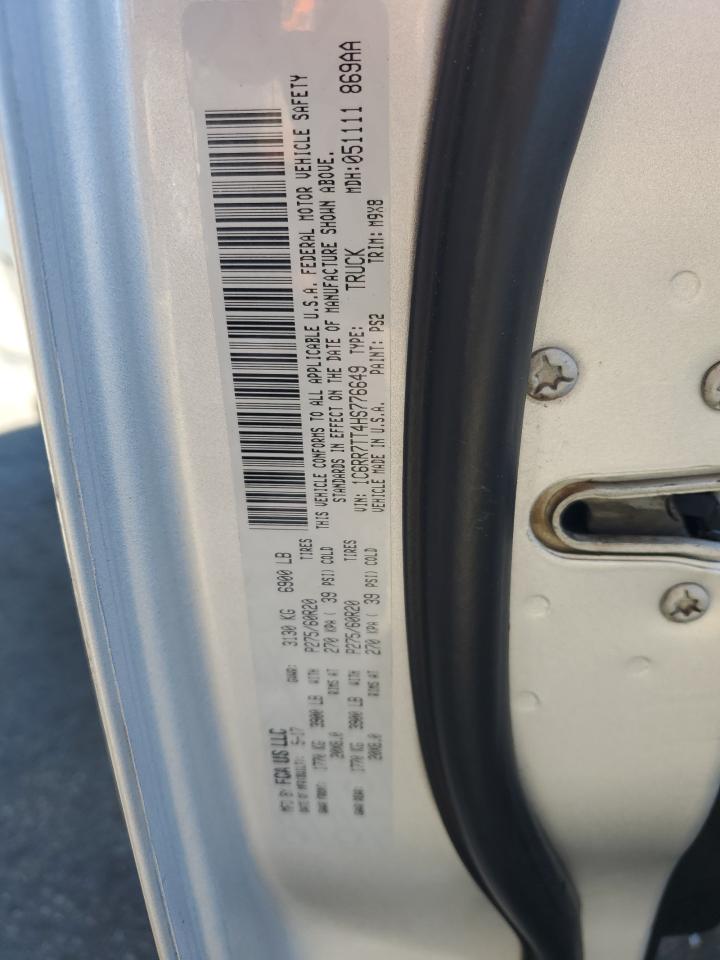 MFD BY FCA US LLC
DATE OF MFR(MBILT): 5-17 GVWR: 3130 KG 6900 LB
GAWR FRONT: 1770 KG 3900 LB WITH P275/60R20 TIRES
20X8.0 RIMS AT 270 KPA ( 39 PSI) COLD
GAWR REAR: 1770 KG 3900 LB WITH P275/60R20 TIRES
20X8.0 RIMS AT 270 KPA ( 39 PSI) COLD
THIS VEHICLE CONFORMS TO ALL APPLICABLE U.S.A. FEDERAL MOTOR VEHICLE SAFETY
STANDARDS IN EFFECT ON THE DATE OF MANUFACTURE SHOWN ABOVE.
VIN: 1C6RR7TT4HS776649 TYPE: TRUCK MDH:051111 869AA
VEHICLE MADE IN U.S.A. PAINT: PS2 TRIM: M9X8